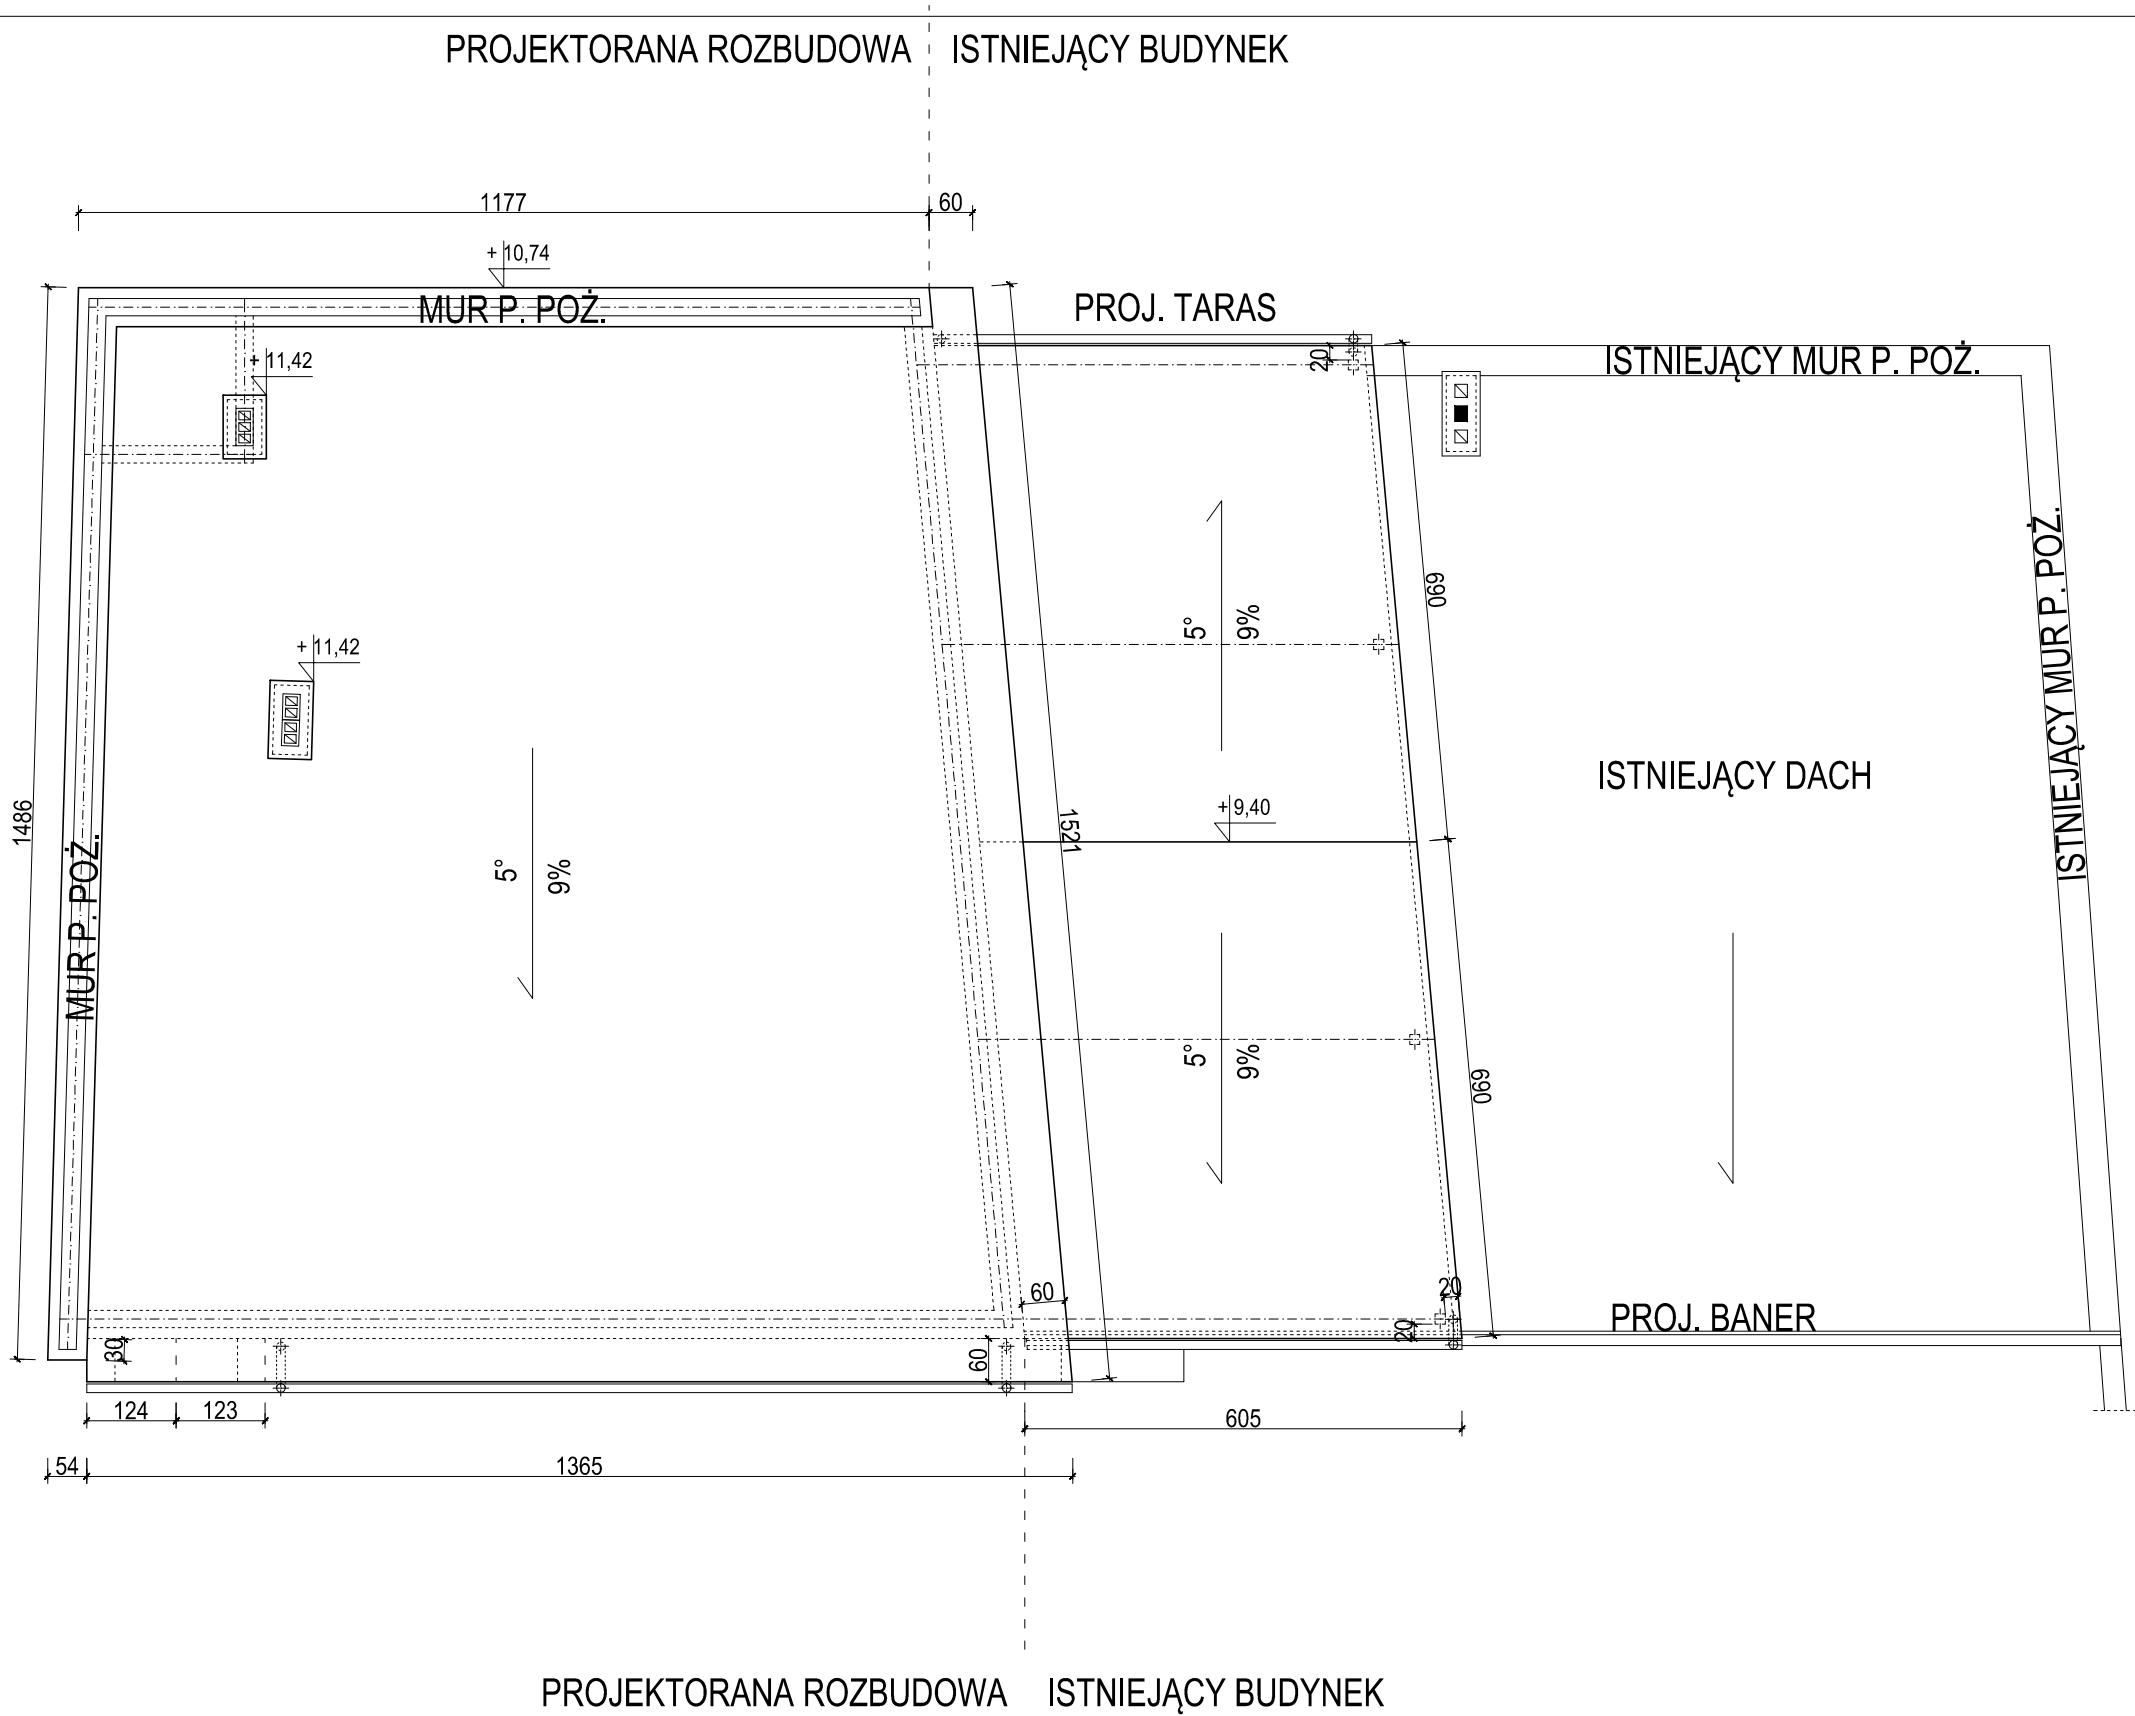 PROJEKTORANA ROZBUDOWA
ISTNIEJĄCY BUDYNEK
1177
60
+ 10,74
MUR P. POŻ.
PROJ. TARAS
+ 11,42
20
ISTNIEJĄCY MUR P. POŻ.
5°
9%
690
ISTNIEJĄCY MUR P. POŻ.
+ 11,42
1486
MUR P. POŻ.
5°
9%
1521
+ 9,40
ISTNIEJĄCY DACH
5°
9%
690
60
20
20
PROJ. BANER
30
60
124
123
605
54
1365
PROJEKTORANA ROZBUDOWA
ISTNIEJĄCY BUDYNEK